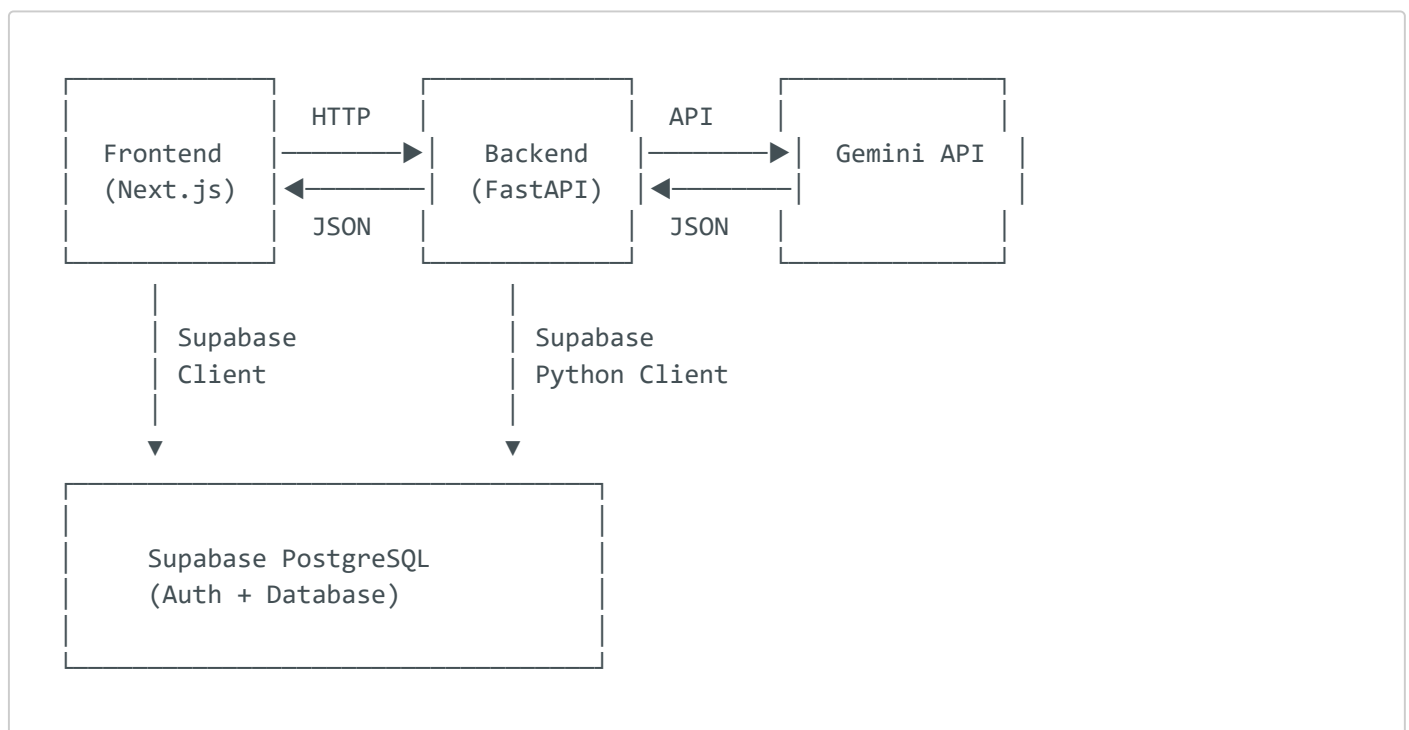 HTTP API
Frontend Backend Gemini API
(Next.js) (FastAPI)
JSON JSON
Supabase Supabase
Client Python Client
Supabase PostgreSQL
(Auth + Database)